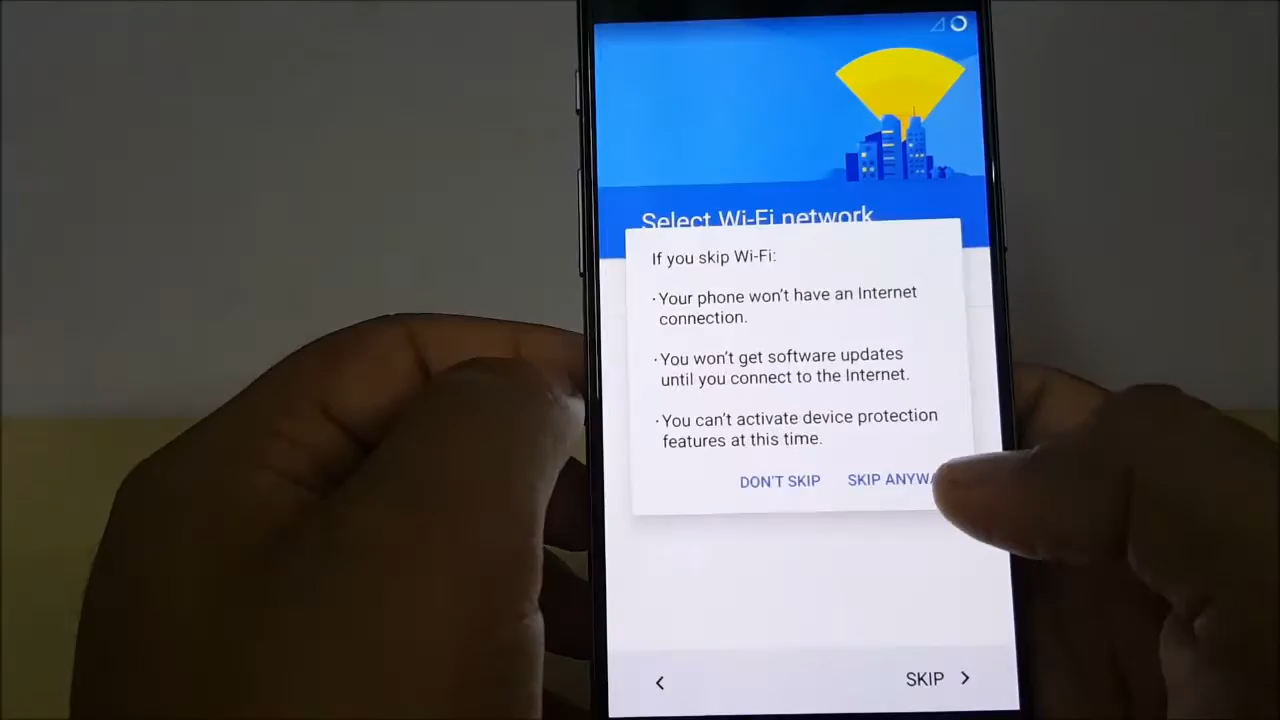 Select Wi-Fi network
If you skip Wi-Fi:
·Your phone won't have an Internet
connection.
·You won't get software updates
until you connect to the Internet.
·You can't activate device protection
features at this time.
DON'T SKIP SKIP ANYWA
SKIP